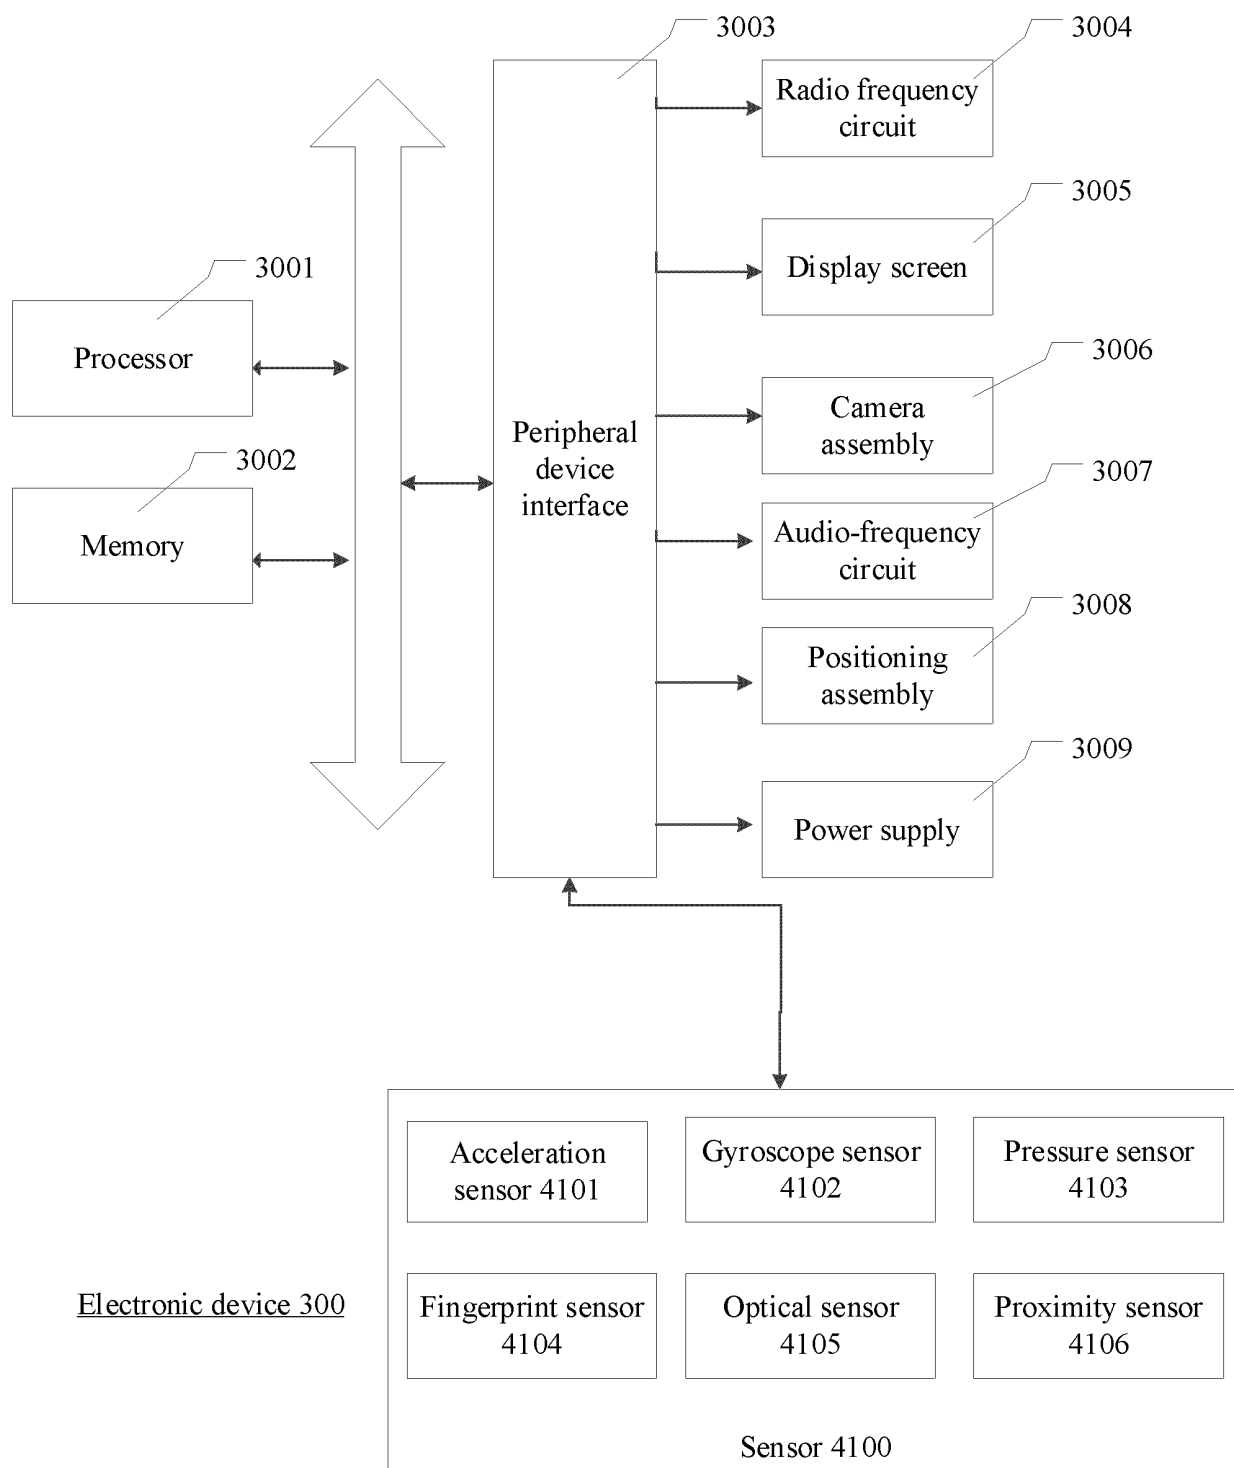 3003
3004
Radio frequency
circuit
3005
Display screen
3001
Processor
3006
Camera
assembly
Peripheral
device
interface
3002
Memory
3007
Audio-frequency
circuit
3008
Positioning
assembly
3009
Power supply
Acceleration
sensor 4101
Gyroscope sensor
4102
Pressure sensor
4103
Electronic device 300
Fingerprint sensor
4104
Optical sensor
4105
Proximity sensor
4106
Sensor 4100